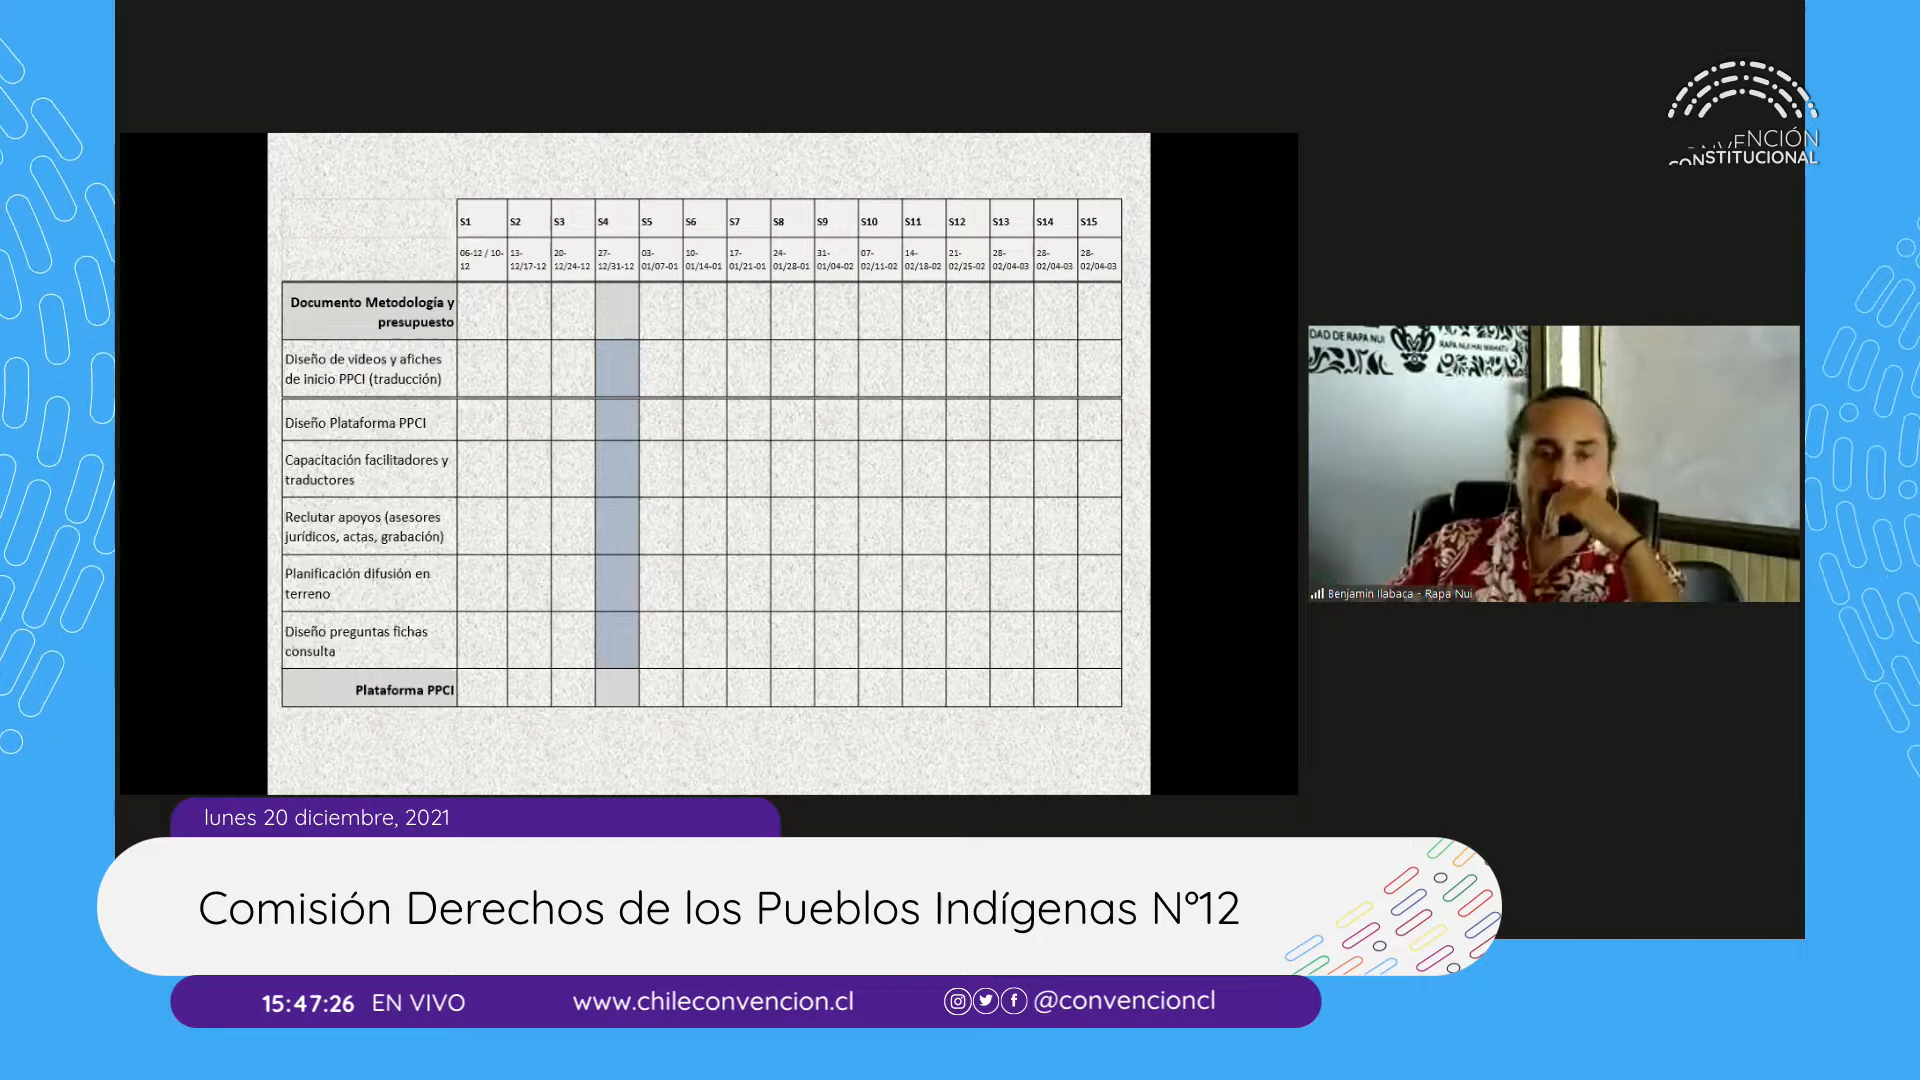 ENCIÓN
CONSTITUCIONAL
S1 S2 S3 S4 S5 S6 S7 S8 S9 S10 S11 S12 S13 S14 S15
06-12 / 10- 13- 20- 27- 03- 10- 17- 24- 31- 07- 14- 21- 28- 28- 28-
12 12/17-12 12/24-12 12/31-12 01/07-01 01/14-01 01/21-01 01/28-01 01/04-02 02/11-02 02/18-02 02/25-02 02/04-03 02/04-03 02/04-03
Documento Metodología y
presupuesto
Diseño de videos y afiches
de inicio PPCI (traducción)
Diseño Plataforma PPCI
Capacitación facilitadores y
traductores
Reclutar apoyos (asesores
jurídicos, actas, grabación)
Planificación difusión en
terreno
Diseño preguntas fichas
consulta
Plataforma PPCI
DAD DE RAPA NUI
RAPA NUI
Benjamin Ilabaca - Rapa Nui
lunes 20 diciembre, 2021
Comisión Derechos de los Pueblos Indígenas N°12
15:47:26 EN VIVO www.chileconvencion.cl @convencioncl